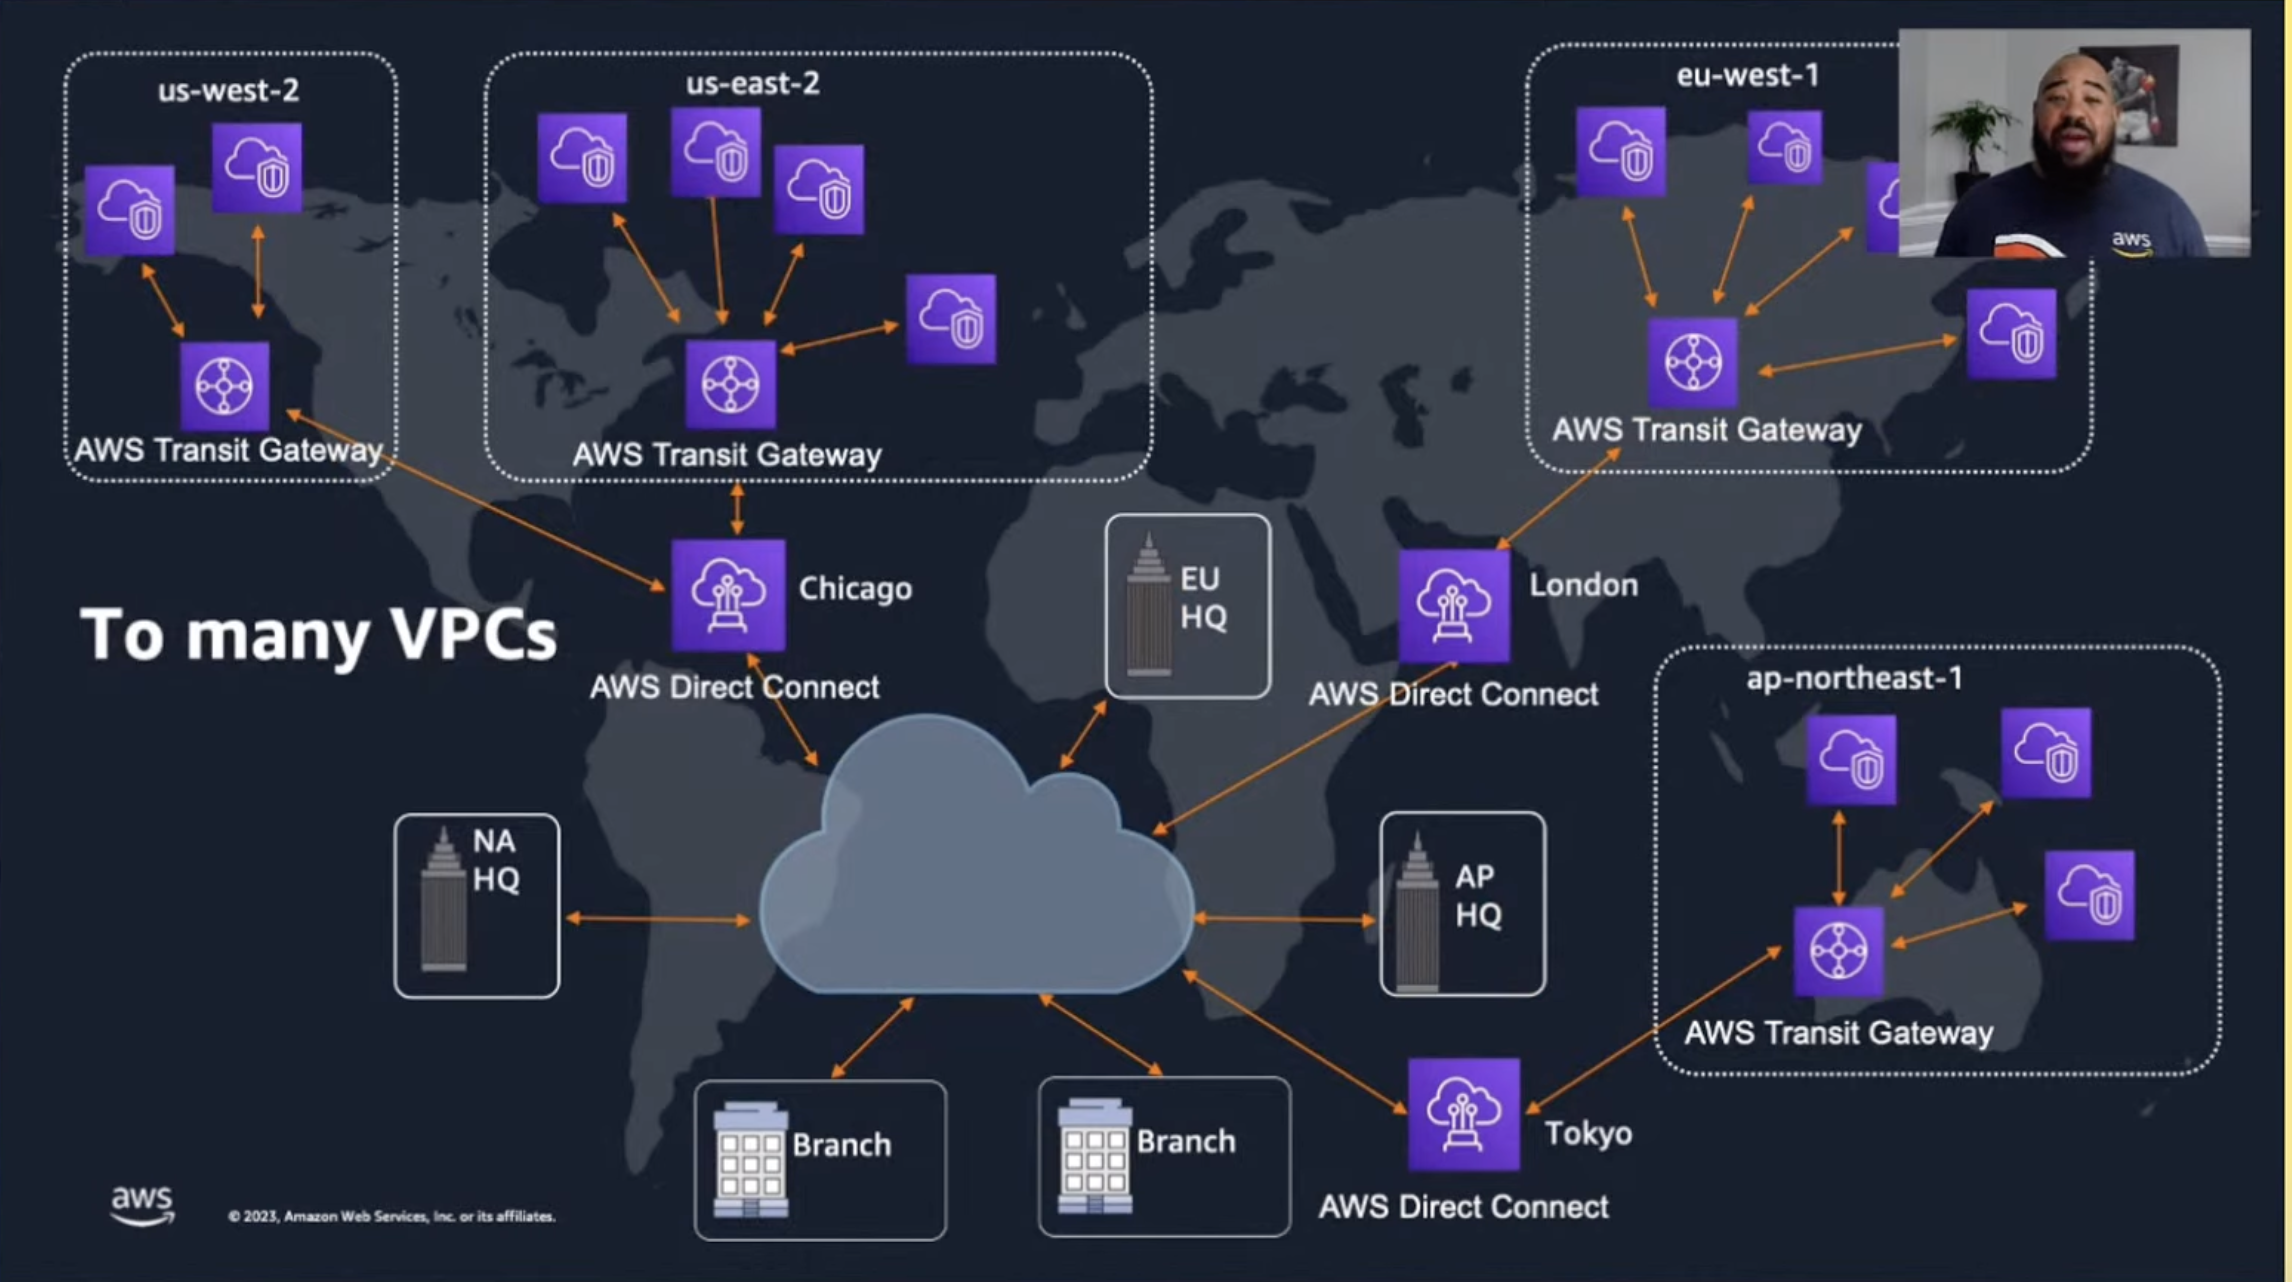 us-west-2
us-east-2
eu-west-1
aws
AWS Transit Gateway
AWS Transit Gateway
AWS Transit Gateway
To many VPCs
Chicago
AWS Direct Connect
EU
HQ
London
AWS Direct Connect
ap-northeast-1
NA
HQ
AP
HQ
AWS Transit Gateway
Branch
Branch
Tokyo
AWS Direct Connect
aws
© 2023, Amazon Web Services, Inc. or its affiliates.